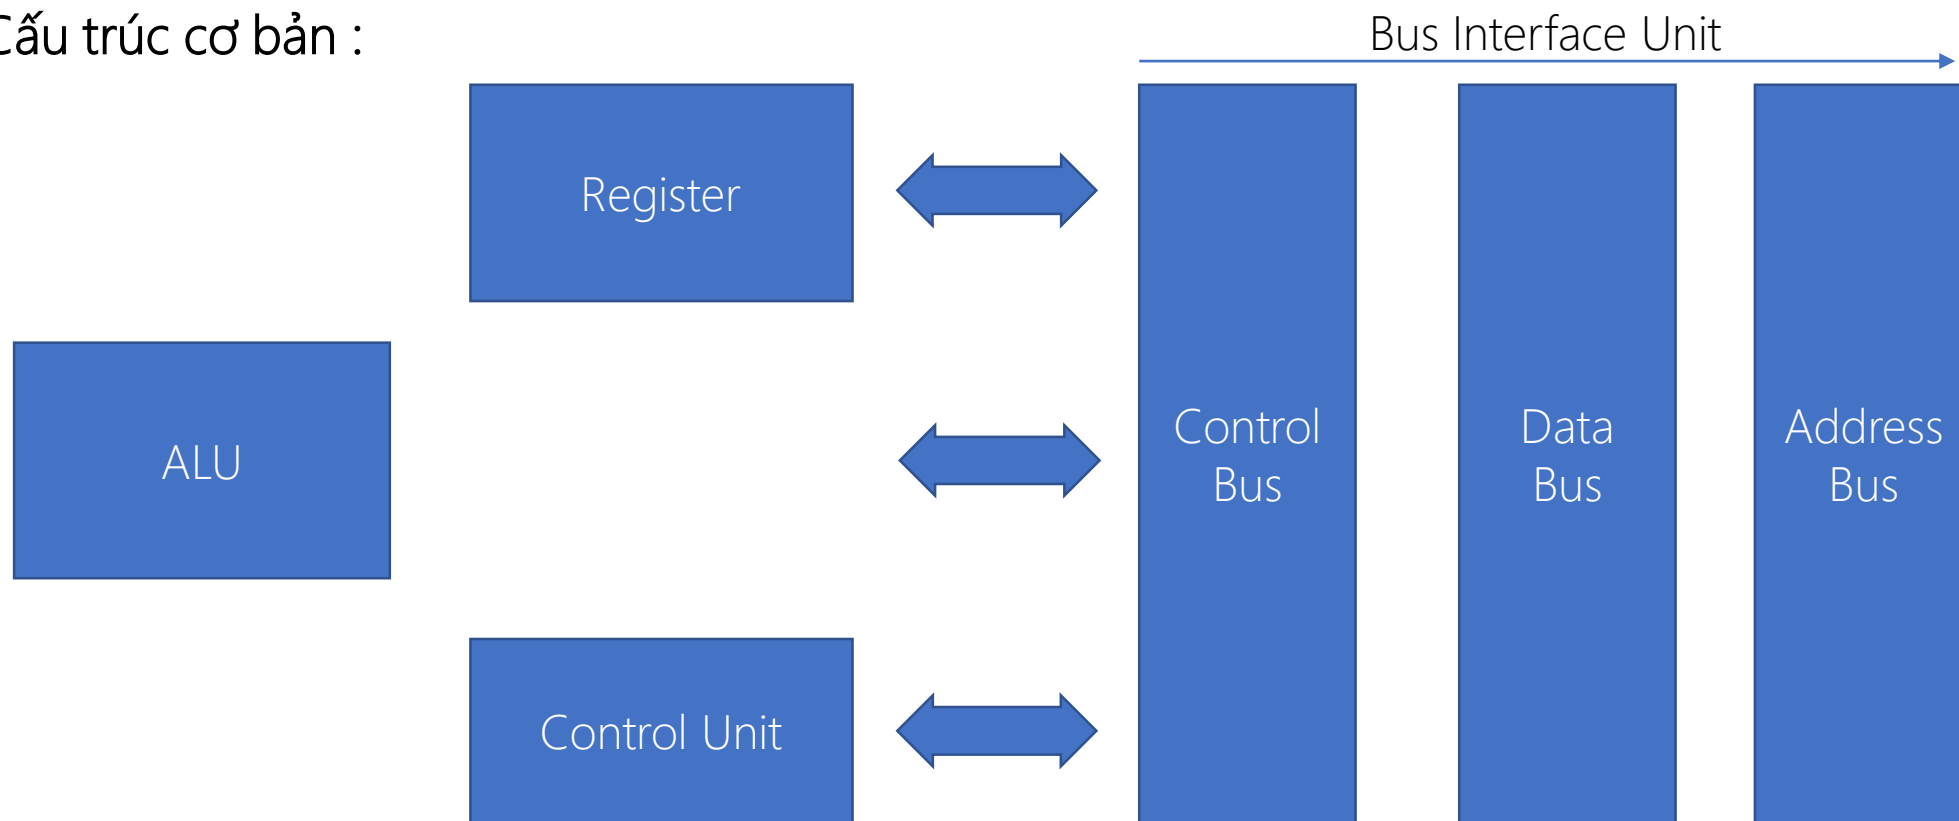 Cấu trúc cơ bản :
Bus Interface Unit
Register
ALU
Control Unit
Control
Bus
Data
Bus
Address
Bus